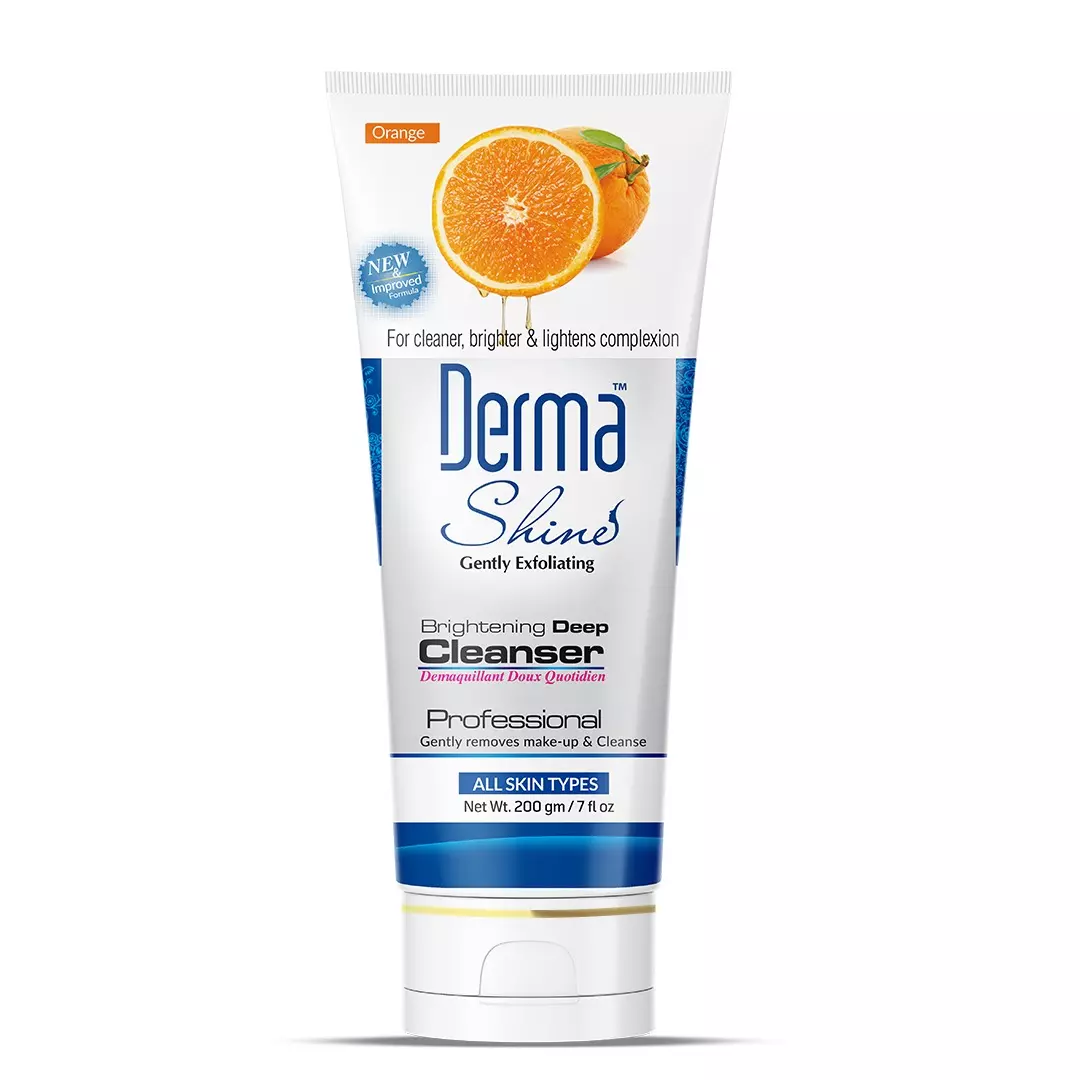 Orange
NEW
&
Improved
Formula
For cleaner, brighter & lightens complexion
Derma™
Shine
Gently Exfoliating
Brightening Deep
Cleanser
Demaquillant Doux Quotidien
Professional
Gently removes make-up & Cleanse
ALL SKIN TYPES
Net Wt. 200 gm / 7 fl oz